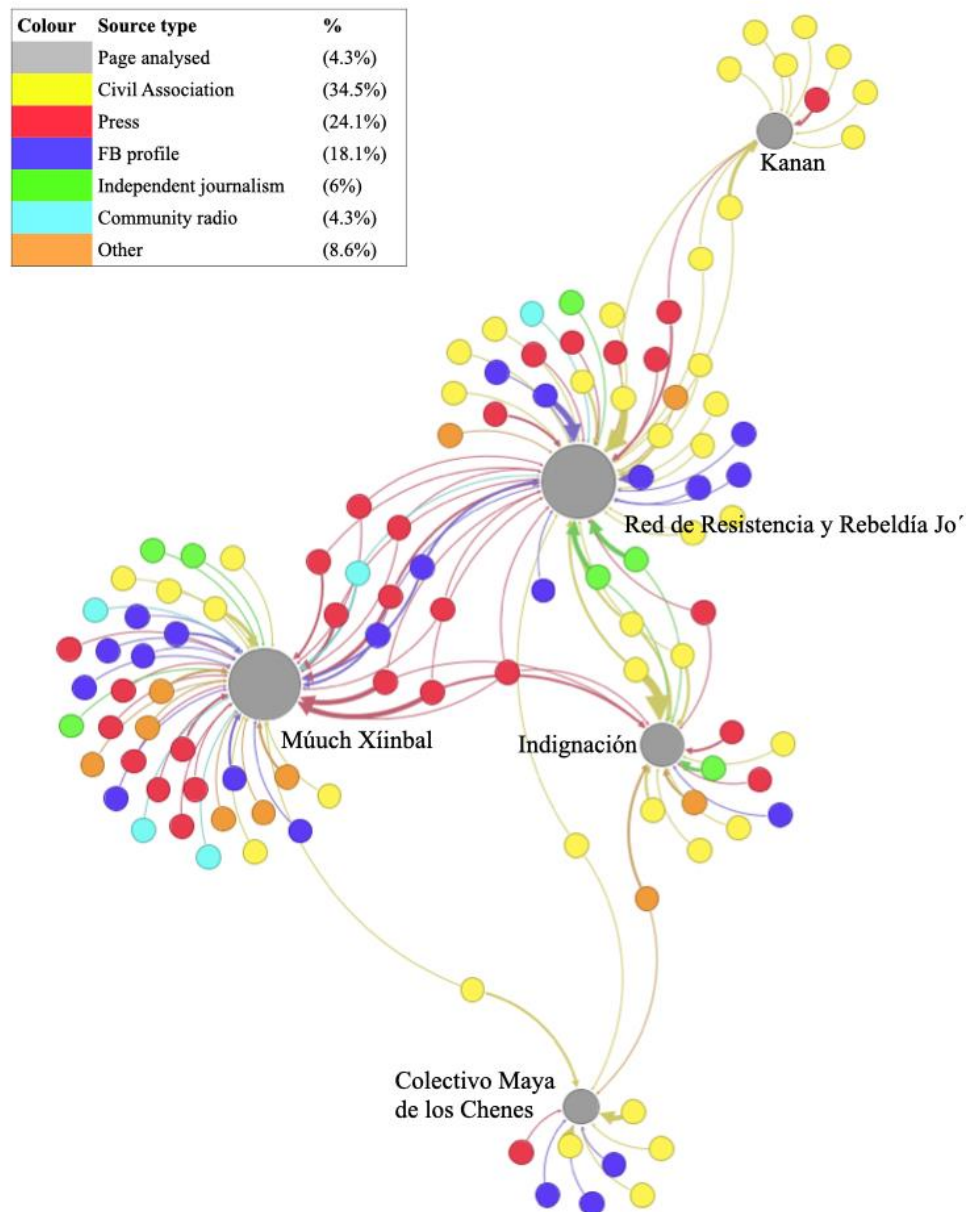 Colour Source type %
Page analysed (4.3%)
Civil Association (34.5%)
Press (24.1%)
FB profile (18.1%)
Independent journalism (6%)
Community radio (4.3%)
Other (8.6%)
Kanan
Red de Resistencia y Rebeldía Jo´
Múuch Xíinbal
Indignación
Colectivo Maya
de los Chenes